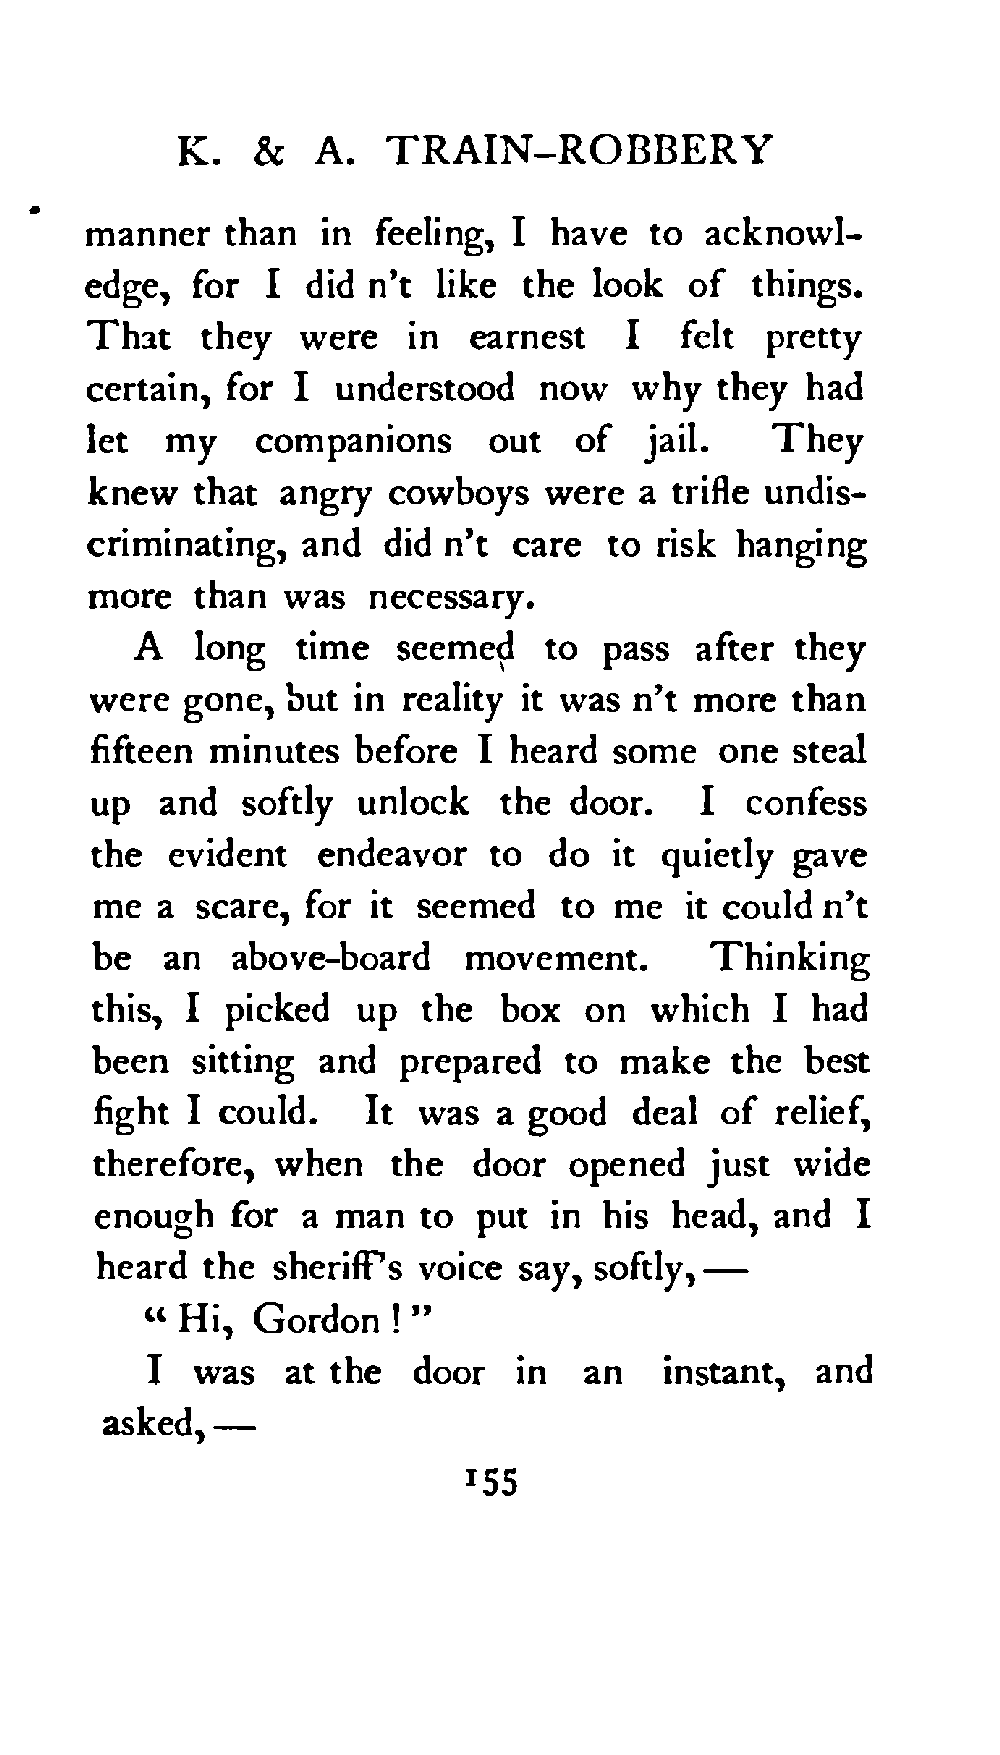 K. & A. TRAIN-ROBBERY
manner than in feeling, I have to acknowl-
edge, for I did n't like the look of things.
That they were in earnest I felt pretty
certain, for I understood now why they had
let my companions out of jail. They
knew that angry cowboys were a trifle undis-
criminating, and did n't care to risk hanging
more than was necessary.
A long time seemed to pass after they
were gone, but in reality it was n't more than
fifteen minutes before I heard some one steal
up and softly unlock the door. I confess
the evident endeavor to do it quietly gave
me a scare, for it seemed to me it could n't
be an above-board movement. Thinking
this, I picked up the box on which I had
been sitting and prepared to make the best
fight I could. It was a good deal of relief,
therefore, when the door opened just wide
enough for a man to put in his head, and I
heard the sheriff's voice say, softly, —
“ Hi, Gordon ! ”
I was at the door in an instant, and
asked, —
155